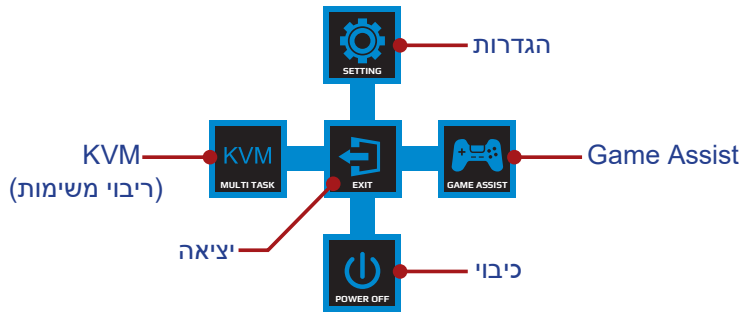 SETTING
הגדרות
KVM
(ריבוי משימות)
KVM
MULTI TASK
EXIT
GAME ASSIST
Game Assist
יציאה
POWER OFF
כיבוי